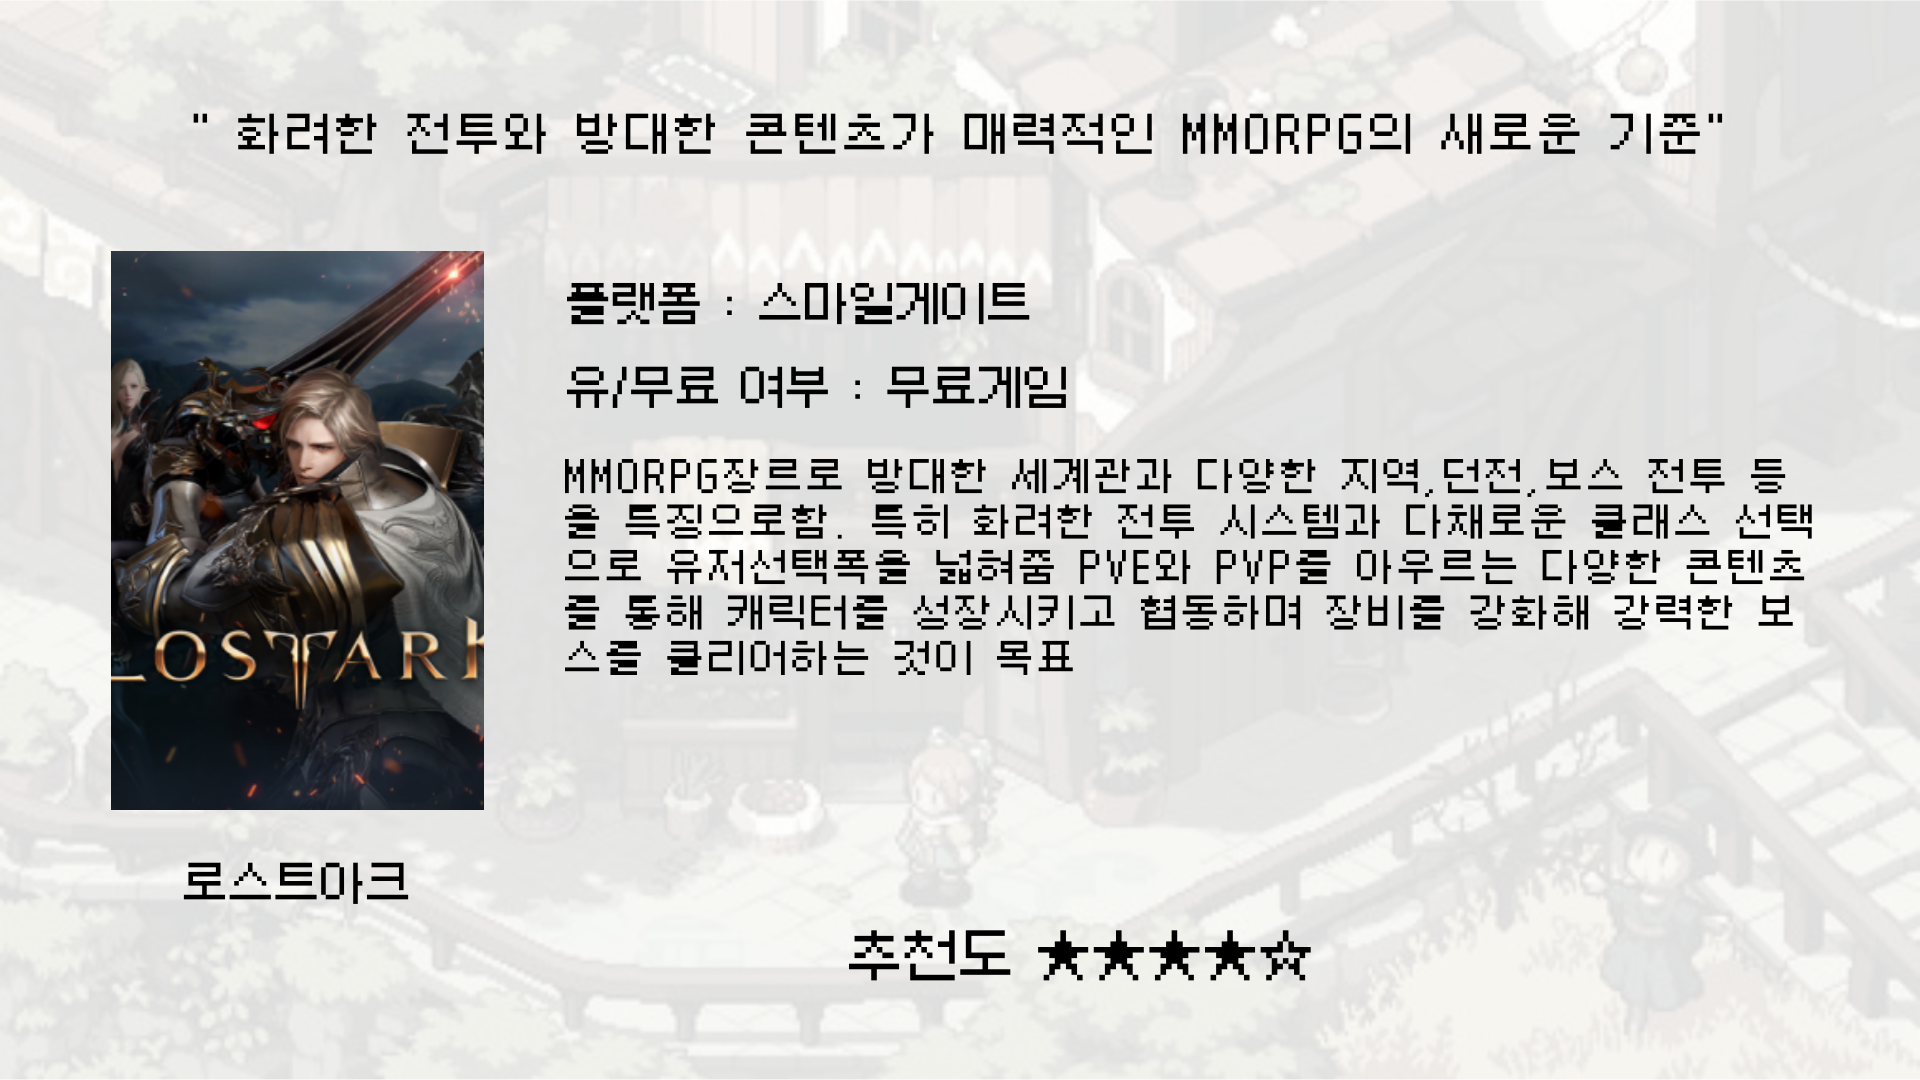 " 화려한 전투와 방대한 콘텐츠가 매력적인 MMORPG의 새로운 기준"
플랫폼 : 스마일게이트
유/무료 여부 : 무료게임
MMORPG장르로 방대한 세계관과 다양한 지역,던전,보스 전투 등
을 특징으로함. 특히 화려한 전투 시스템과 다채로운 클래스 선택
으로 유저선택폭을 넓혀줌 PVE와 PVP를 아우르는 다양한 콘텐츠
를 통해 캐릭터를 성장시키고 협동하며 장비를 강화해 강력한 보
스를 클리어하는 것이 목표
LOSTARK
로스트아크
추천도 ★★★★☆